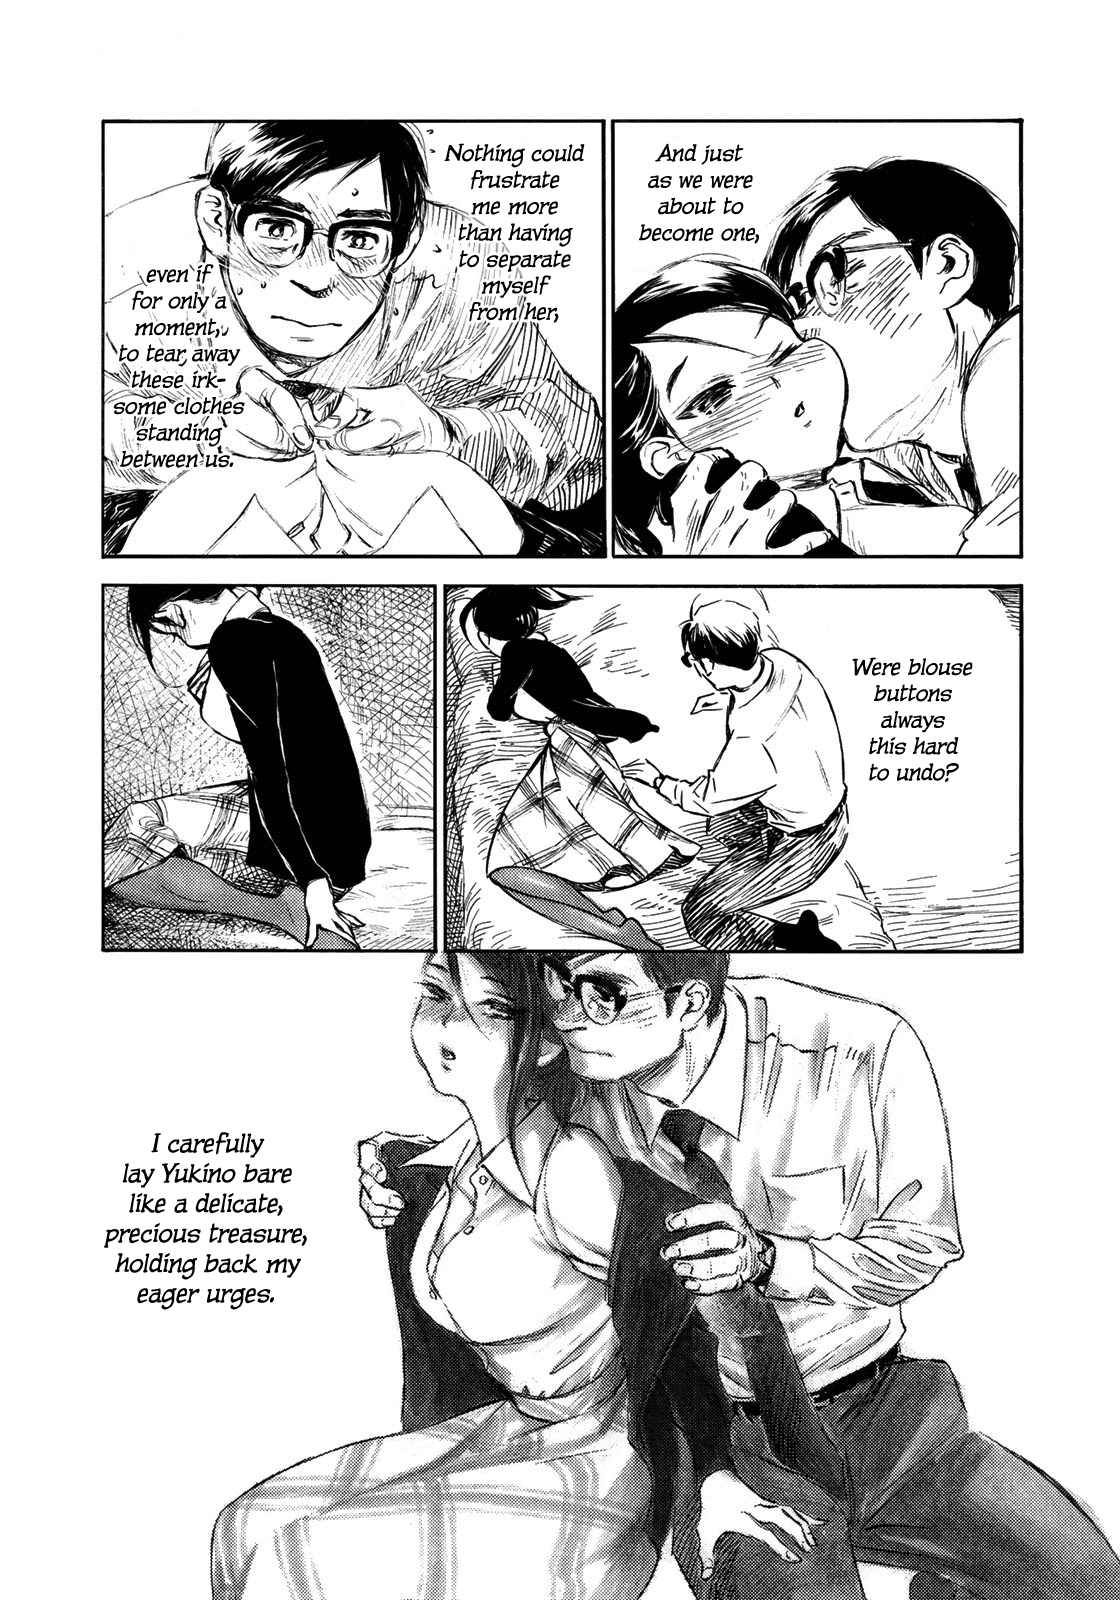 And just
as we were
about to
become one,
Nothing could
frustrate
me more
than having
to separate
myself
from her,
even if
for only a
moment,
to tear away
these irk-
some clothes
standing
between us.
Were blouse
buttons
always
this hard
to undo?
I carefully
lay Yukino bare
like a delicate,
precious treasure,
holding back my
eager urges.